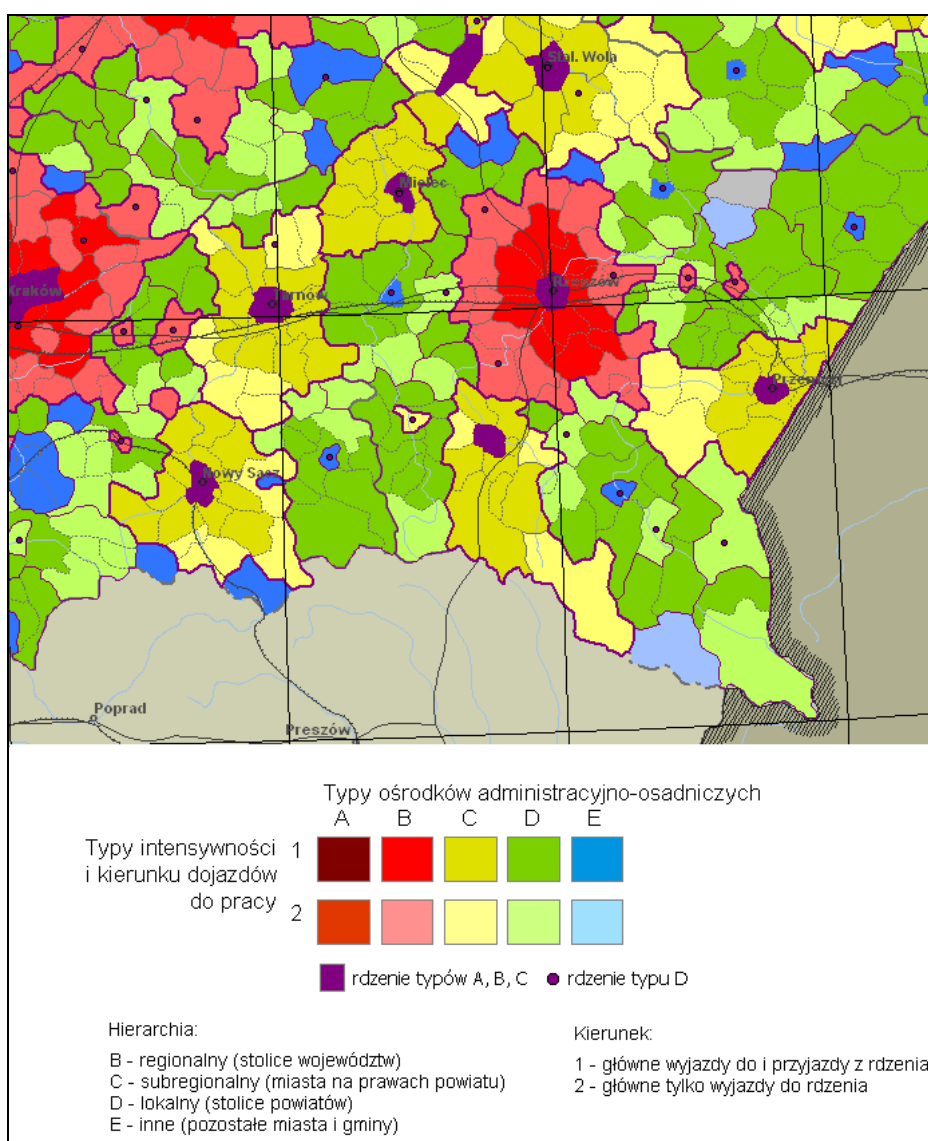 Stal. Wola
Mielec
Kraków
Tarnów
Rzeszów
Przemyśl
Nowy Sącz
Poprad
Preszów
Typy ośrodków administracyjno-osadniczych
A B C D E
Typy intensywności 1
i kierunku dojazdów
do pracy
2
rdzenie typów A, B, C rdzenie typu D
Hierarchia:
B - regionalny (stolice województw)
C - subregionalny (miasta na prawach powiatu)
D - lokalny (stolice powiatów)
E - inne (pozostałe miasta i gminy)
Kierunek:
1 - główne wyjazdy do i przyjazdy z rdzenia
2 - główne tylko wyjazdy do rdzenia